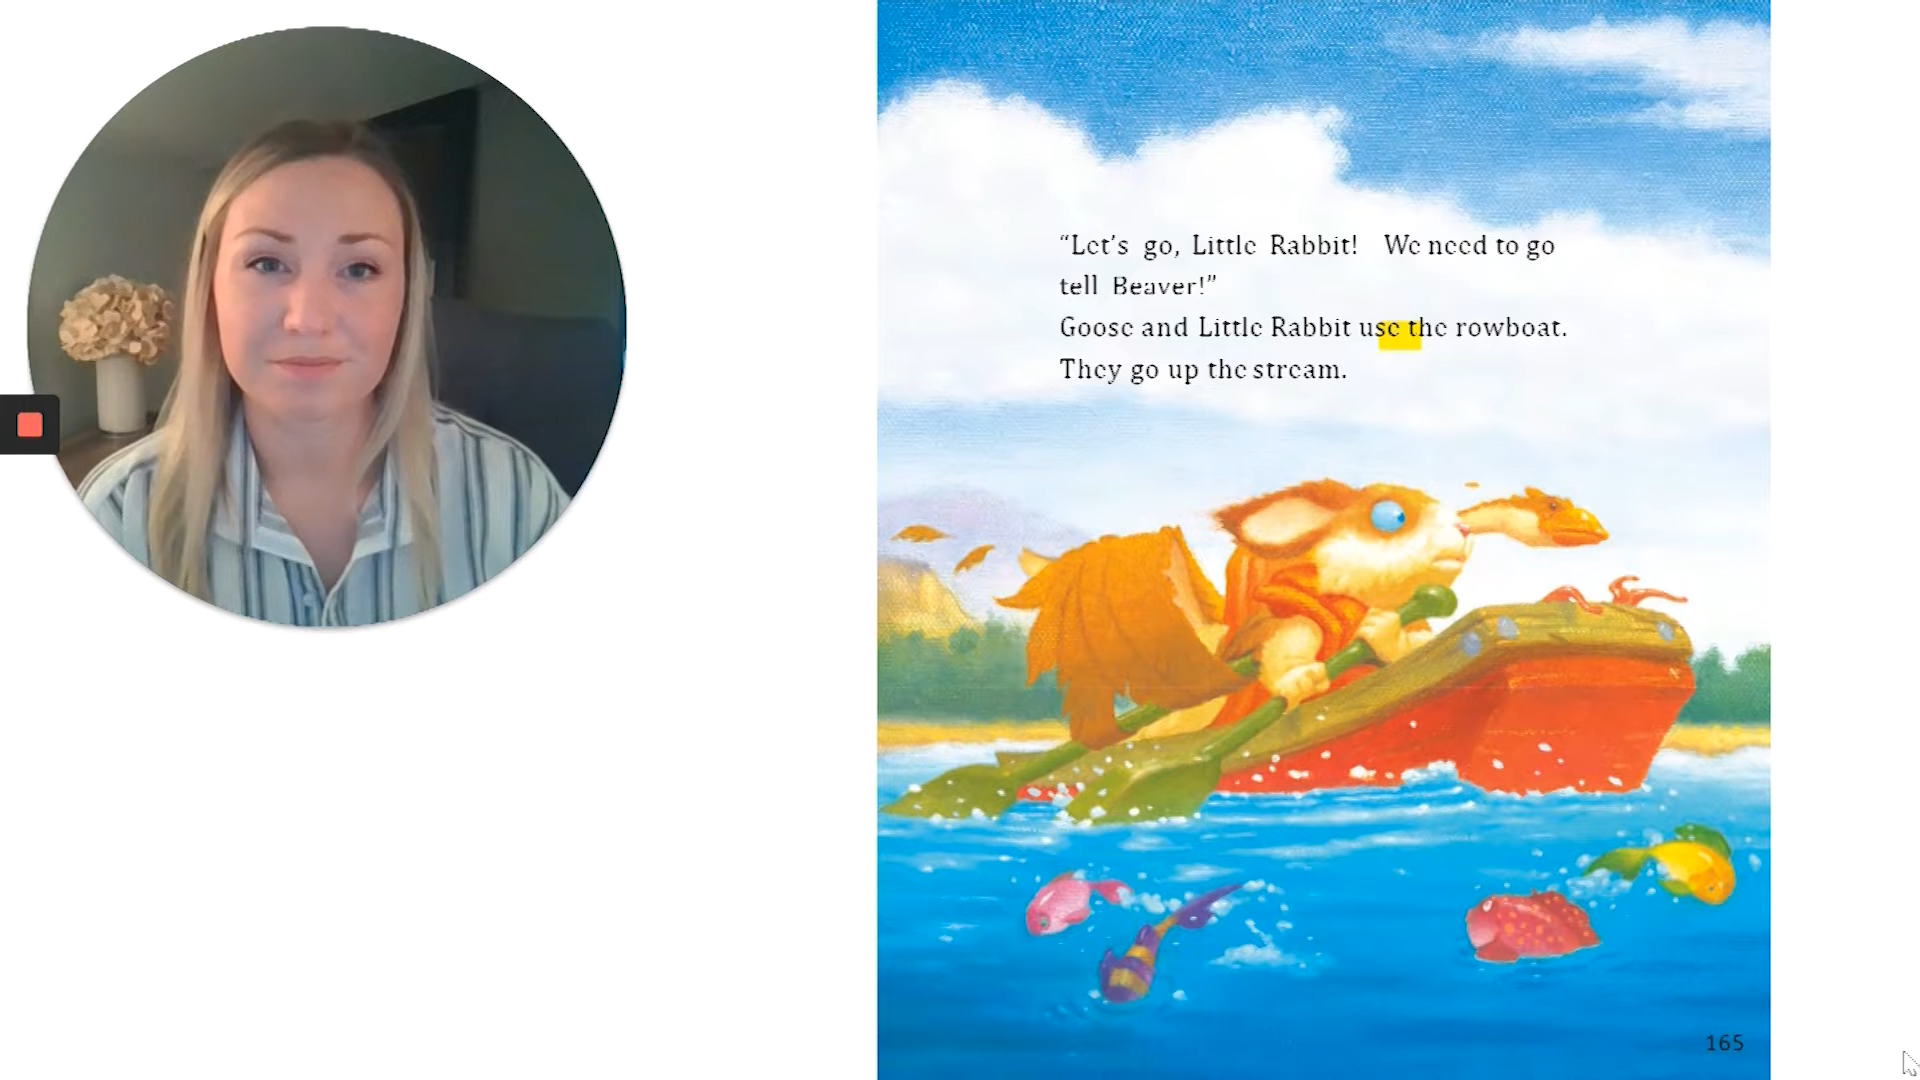 “Let’s go, Little Rabbit! We need to go
tell Beaver!”
Goose and Little Rabbit use the rowboat.
They go up the stream.
165